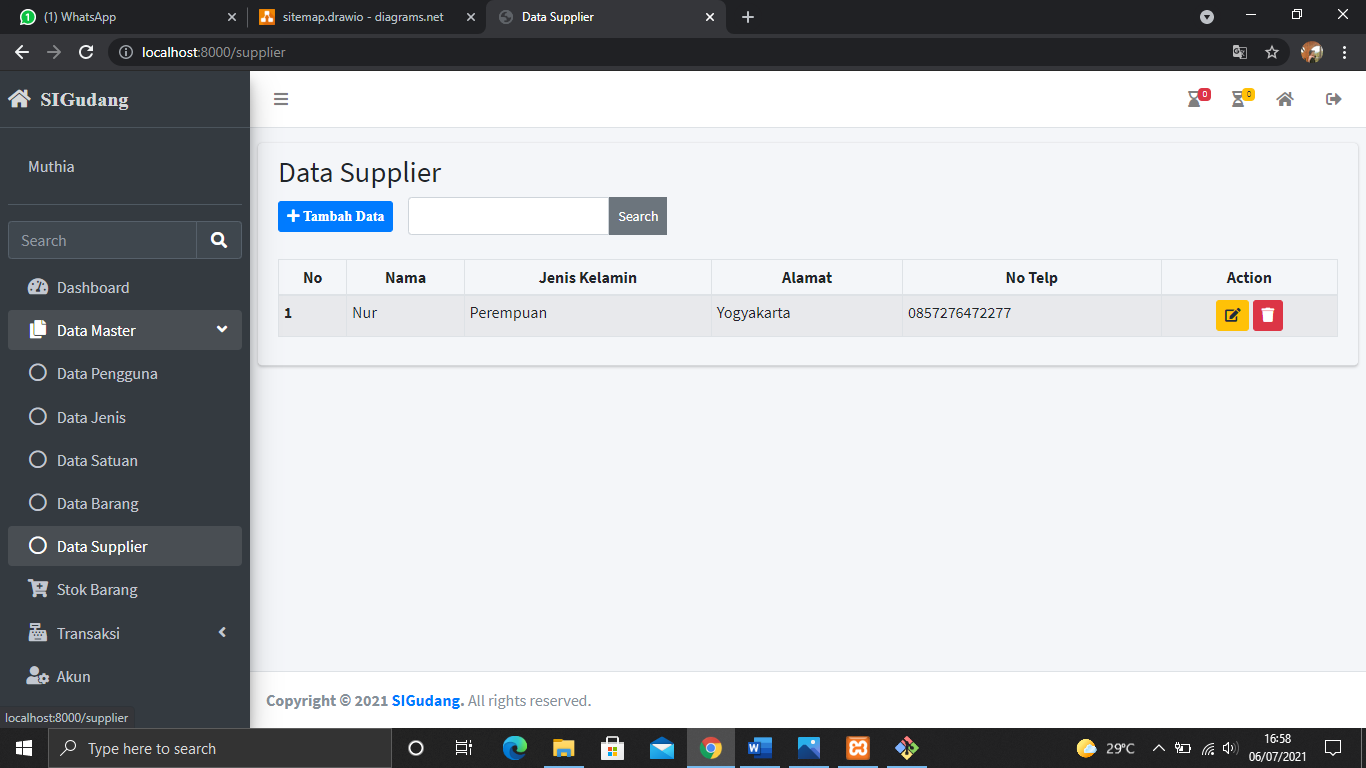 (1) WhatsApp
sitemap.drawio - diagrams.net
Data Supplier
localhost:8000/supplier
SIGudang
0
0
Muthia
Search
Dashboard
Data Master
Data Pengguna
Data Jenis
Data Satuan
Data Barang
Data Supplier
Stok Barang
Transaksi
Akun
localhost:8000/supplier
Data Supplier
Tambah Data
Search
No Nama Jenis Kelamin Alamat No Telp Action
1 Nur Perempuan Yogyakarta 0857276472277
Copyright © 2021 SIGudang. All rights reserved.
Type here to search
29°C
16:58
06/07/2021